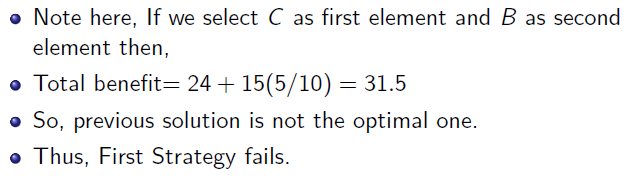 Note here, If we select C as first element and B as second
element then,
Total benefit= 24 + 15(5/10) = 31.5
So, previous solution is not the optimal one.
Thus, First Strategy fails.